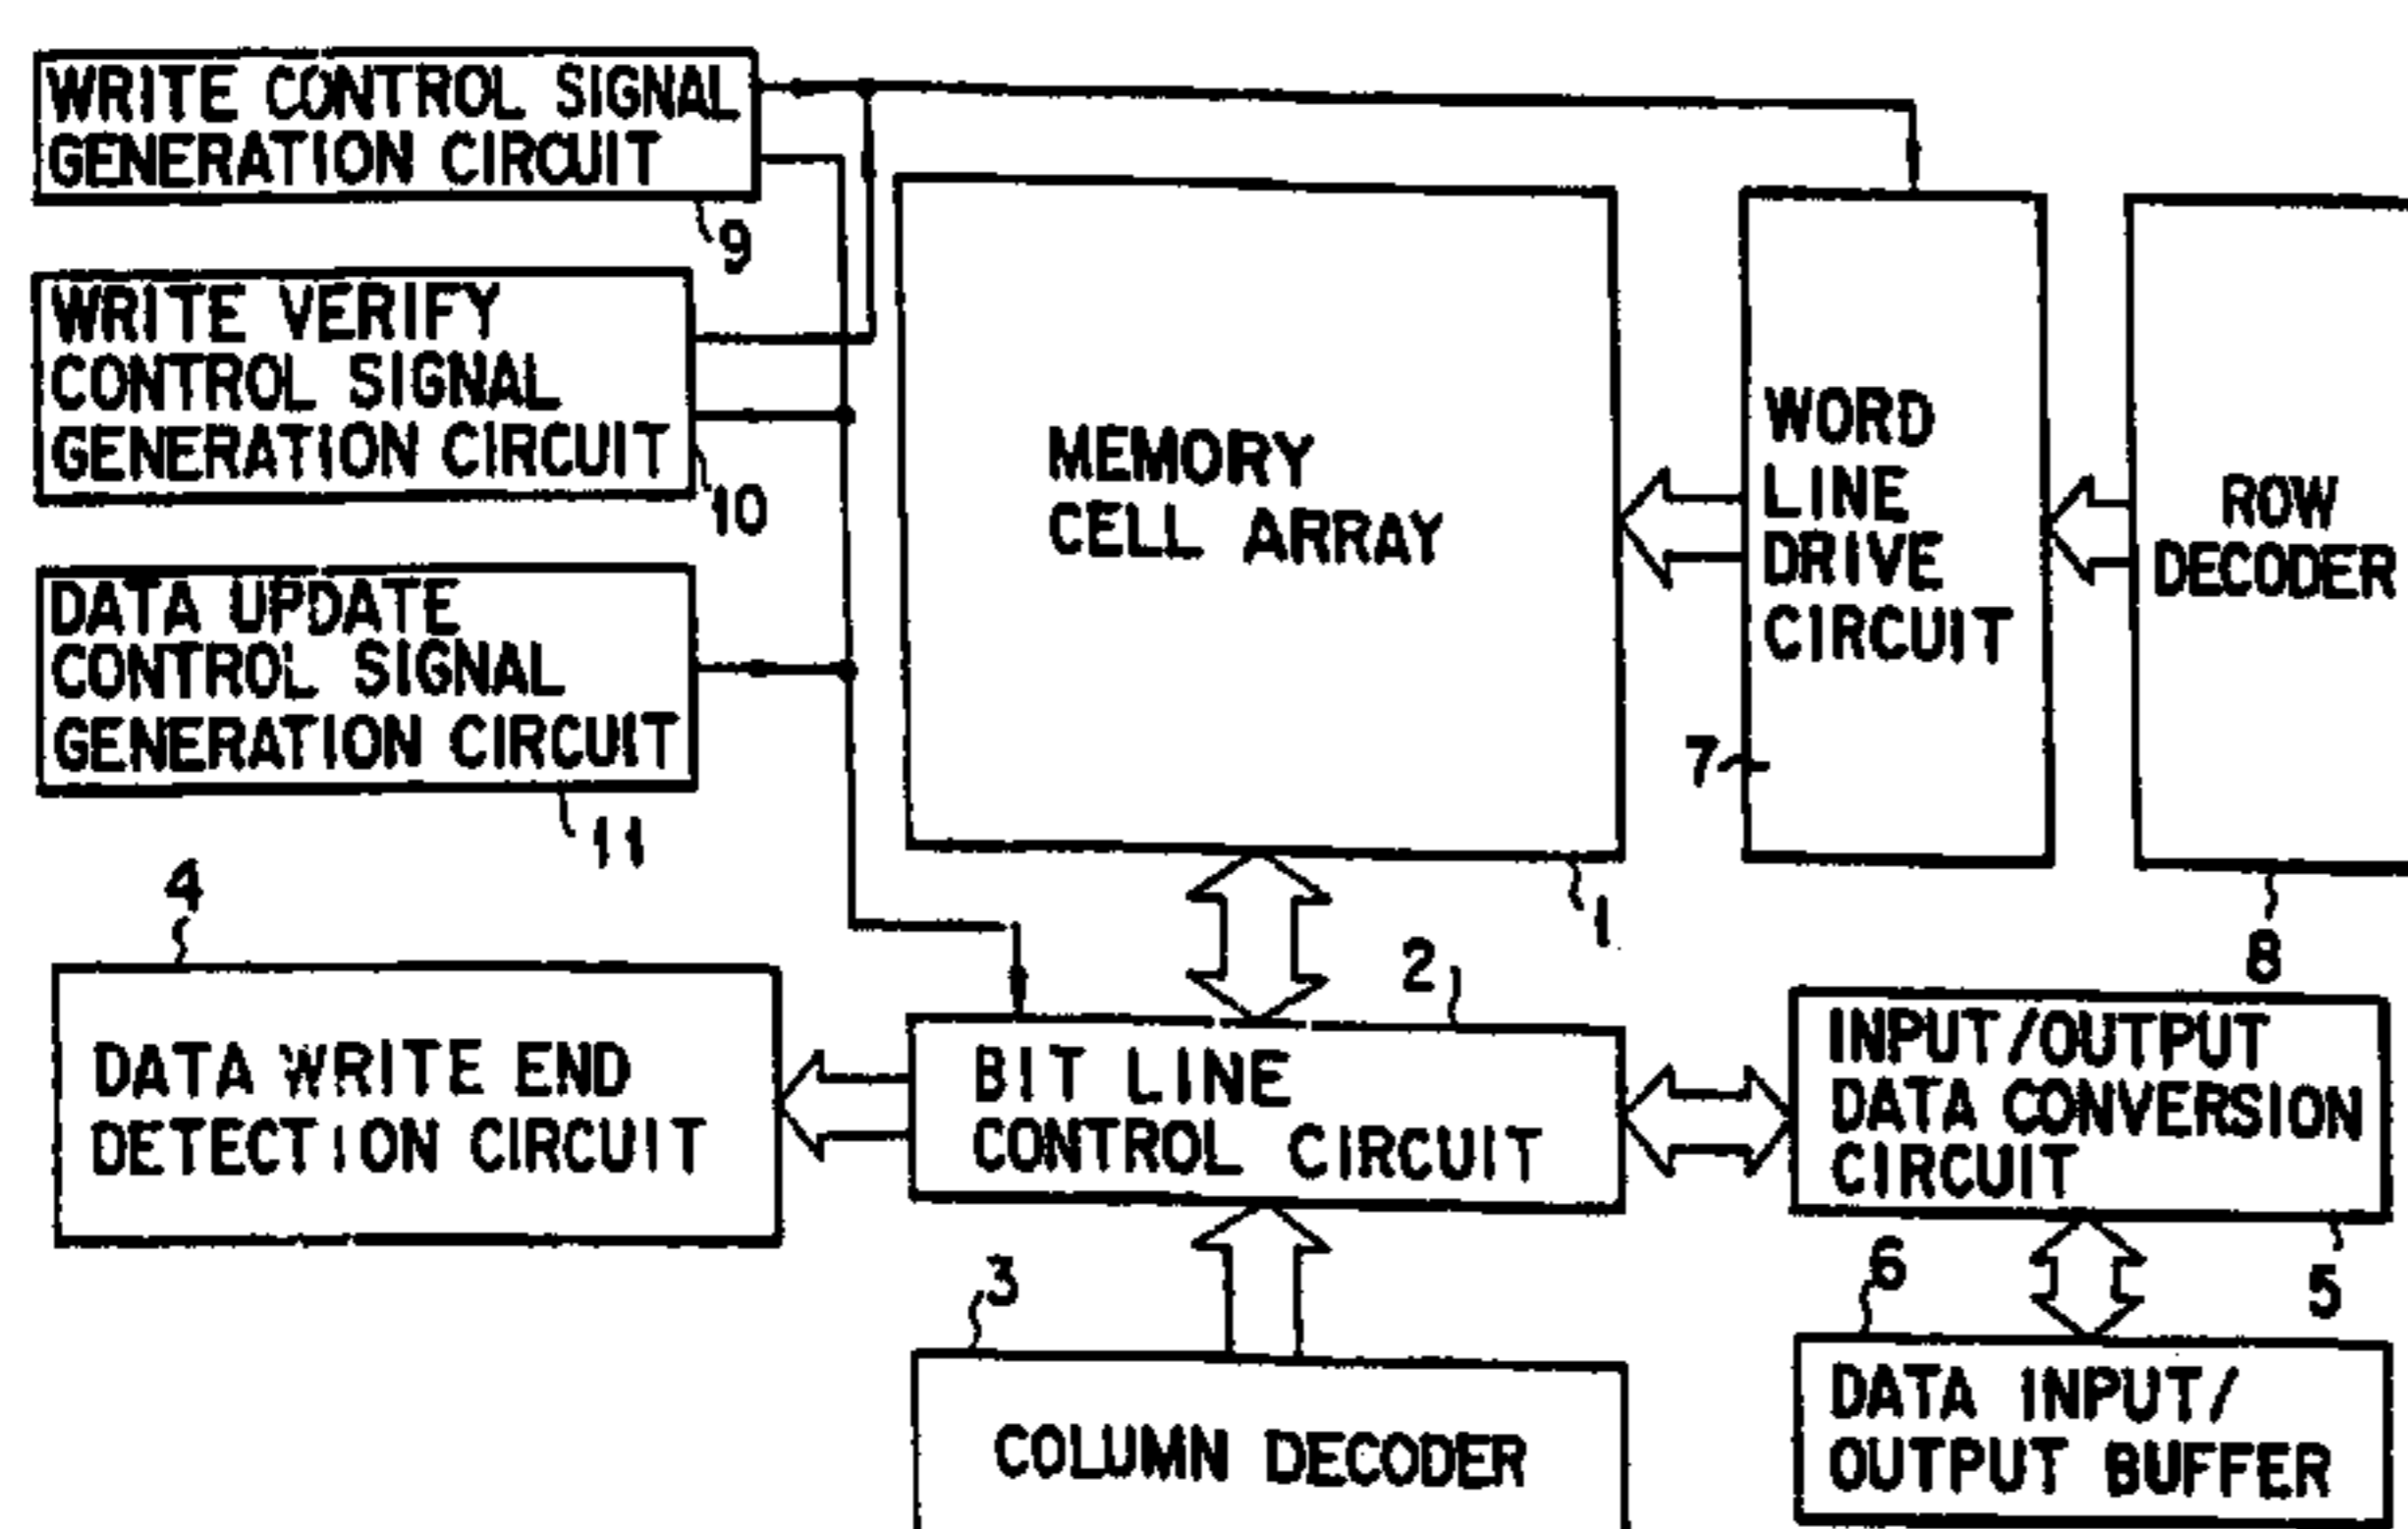 WRITE CONTROL SIGNAL
GENERATION CIRCUIT
9
WRITE VERIFY
CONTROL SIGNAL
GENERATION CIRCUIT
10
DATA UPDATE
CONTROL SIGNAL
GENERATION CIRCUIT
11
MEMORY
CELL ARRAY
1
WORD
LINE
DRIVE
CIRCUIT
7
ROW
DECODER
8
4
DATA WRITE END
DETECTION CIRCUIT
2
BIT LINE
CONTROL CIRCUIT
INPUT/OUTPUT
DATA CONVERSION
CIRCUIT
5
3
COLUMN DECODER
6
DATA INPUT/
OUTPUT BUFFER